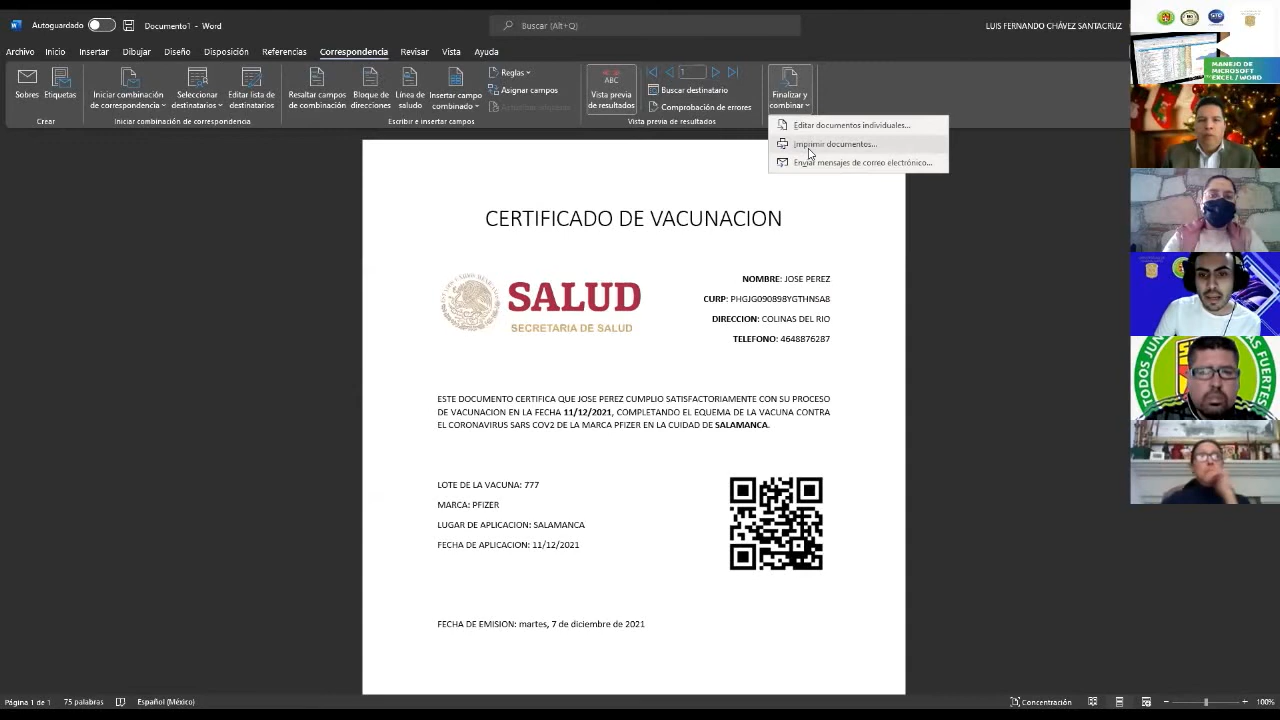 Autoguardado
Documento1 - Word
Buscar (Alt+Q)
LUIS FERNANDO CHÁVEZ SANTACRUZ
Archivo Inicio Insertar Dibujar Diseño Disposición Referencias Correspondencia Revisar Vista Ayuda
Sobres
Etiquetas
Crear
Iniciar combinación de correspondencia
Seleccionar destinatarios
Editar lista de destinatarios
Iniciar combinación de correspondencia
Resaltar campos de combinación
Bloque de direcciones
Línea de saludo
Insertar campo combinado
Reglas
Asignar campos
Escribir e insertar campos
ABC
Vista previa de resultados
1
Buscar destinatario
Comprobación de errores
Vista previa de resultados
Finalizar y combinar
Editar documentos individuales...
Imprimir documentos...
Enviar mensajes de correo electrónico...
MANEJO DE
MICROSOFT
EXCEL / WORD
CERTIFICADO DE VACUNACION
SALUD
SECRETARIA DE SALUD
NOMBRE: JOSE PEREZ
CURP: PHGJG090898YGTHNSA8
DIRECCION: COLINAS DEL RIO
TELEFONO: 4648876287
ESTE DOCUMENTO CERTIFICA QUE JOSE PEREZ CUMPLIO SATISFACTORIAMENTE CON SU PROCESO
DE VACUNACION EN LA FECHA 11/12/2021, COMPLETANDO EL EQUEMA DE LA VACUNA CONTRA
EL CORONAVIRUS SARS COV2 DE LA MARCA PFIZER EN LA CUIDAD DE SALAMANCA.
LOTE DE LA VACUNA: 777
MARCA: PFIZER
LUGAR DE APLICACION: SALAMANCA
FECHA DE APLICACION: 11/12/2021
FECHA DE EMISION: martes, 7 de diciembre de 2021
TODOS JUN
AS FUERTES
Página 1 de 1
75 palabras
Español (México)
Concentración
100%